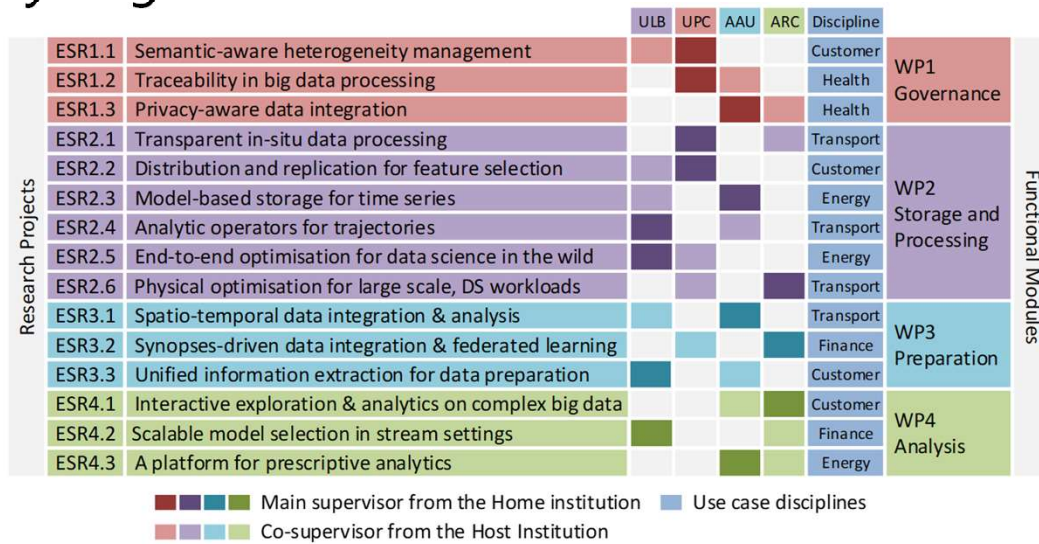 ULB UPC AAU ARC Discipline
ESR1.1 Semantic-aware heterogeneity management Customer
ESR1.2 Traceability in big data processing Health
ESR1.3 Privacy-aware data integration Health
WP1
Governance
ESR2.1 Transparent in-situ data processing Transport
ESR2.2 Distribution and replication for feature selection Customer
ESR2.3 Model-based storage for time series Energy
ESR2.4 Analytic operators for trajectories Transport
ESR2.5 End-to-end optimisation for data science in the wild Energy
ESR2.6 Physical optimisation for large scale, DS workloads Transport
WP2
Storage and
Processing
ESR3.1 Spatio-temporal data integration & analysis Transport
ESR3.2 Synopses-driven data integration & federated learning Finance
ESR3.3 Unified information extraction for data preparation Customer
WP3
Preparation
ESR4.1 Interactive exploration & analytics on complex big data Customer
ESR4.2 Scalable model selection in stream settings Finance
ESR4.3 A platform for prescriptive analytics Energy
WP4
Analysis
Research Projects
Functional Modules
Main supervisor from the Home institution Use case disciplines
Co-supervisor from the Host Institution